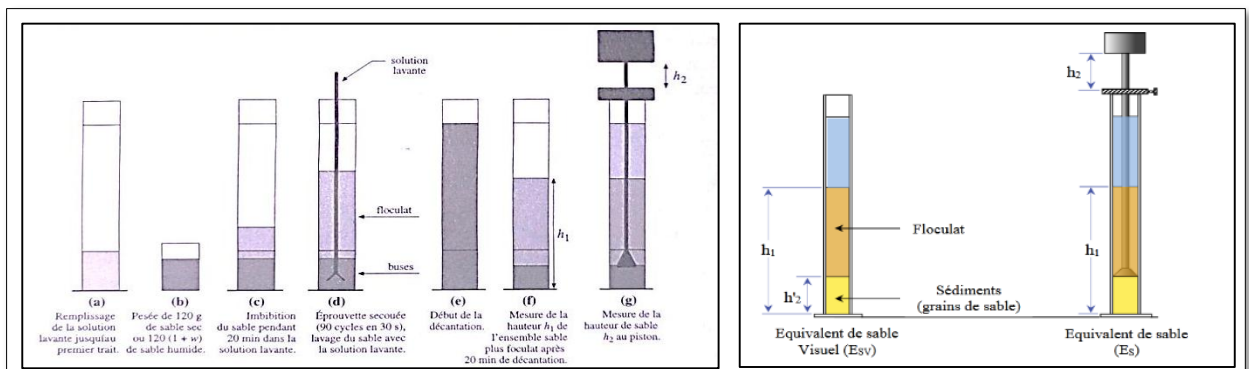 solution
lavante
h2
floculat
h1
buses
(a)
Remplissage
de la solution
lavante jusqu'au
premier trait.
(b)
Pesée de 120 g
de sable sec
ou 120 (1 + w)
de sable humide.
(c)
Imbibition
du sable pendant
20 min dans la
solution lavante.
(d)
Éprouvette secouée
(90 cycles en 30 s),
lavage du sable avec
la solution lavante.
(e)
Début de la
décantation.
(f)
Mesure de la
hauteur h1 de
l'ensemble sable
plus floculat après
20 min de décantation.
(g)
Mesure de la
hauteur de sable
h2 au piston.
h2
h1
Floculat
h1
h'2
Sédiments
(grains de sable)
Equivalent de sable
Visuel (Esv)
Equivalent de sable
(Es)